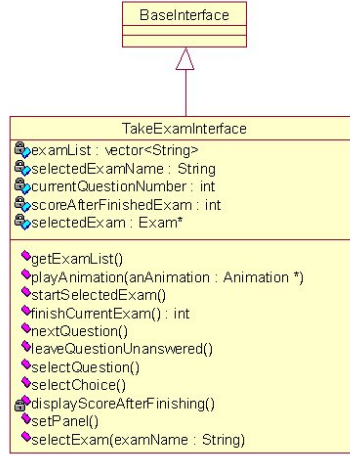 BaseInterface
TakeExamInterface
examList : vector<String>
selectedExamName : String
currentQuestionNumber : int
scoreAfterFinishedExam : int
selectedExam : Exam*
getExamList()
playAnimation(anAnimation : Animation *)
startSelectedExam()
finishCurrentExam() : int
nextQuestion()
leaveQuestionUnanswered()
selectQuestion()
selectChoice()
displayScoreAfterFinishing()
setPanel()
selectExam(examName : String)